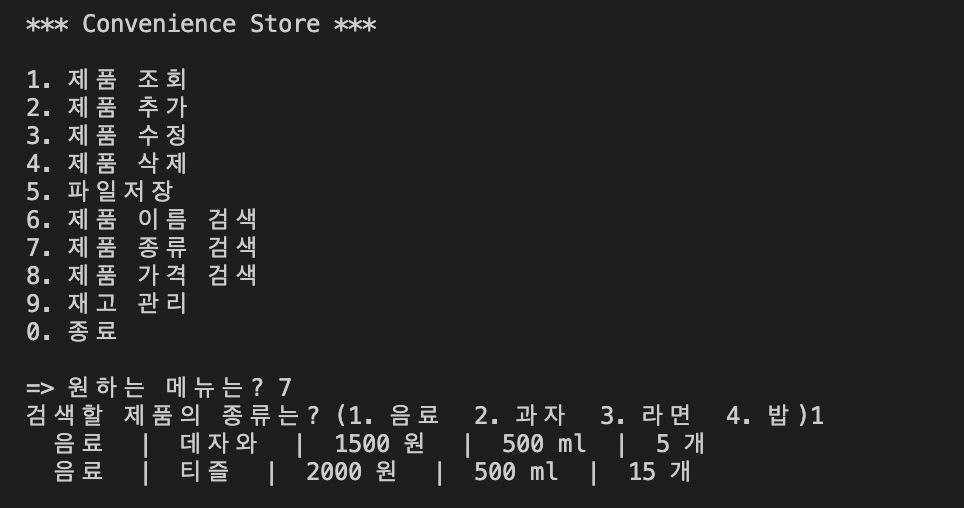 *** Convenience Store ***
1. 제품 조회
2. 제품 추가
3. 제품 수정
4. 제품 삭제
5. 파일저장
6. 제품 이름 검색
7. 제품 종류 검색
8. 제품 가격 검색
9. 재고 관리
0. 종료
=> 원하는 메뉴는? 7
검색할 제품의 종류는? (1. 음료 2. 과자 3. 라면 4. 밥)1
음료 | 데자와 | 1500 원 | 500 ml | 5 개
음료 | 티즐 | 2000 원 | 500 ml | 15 개